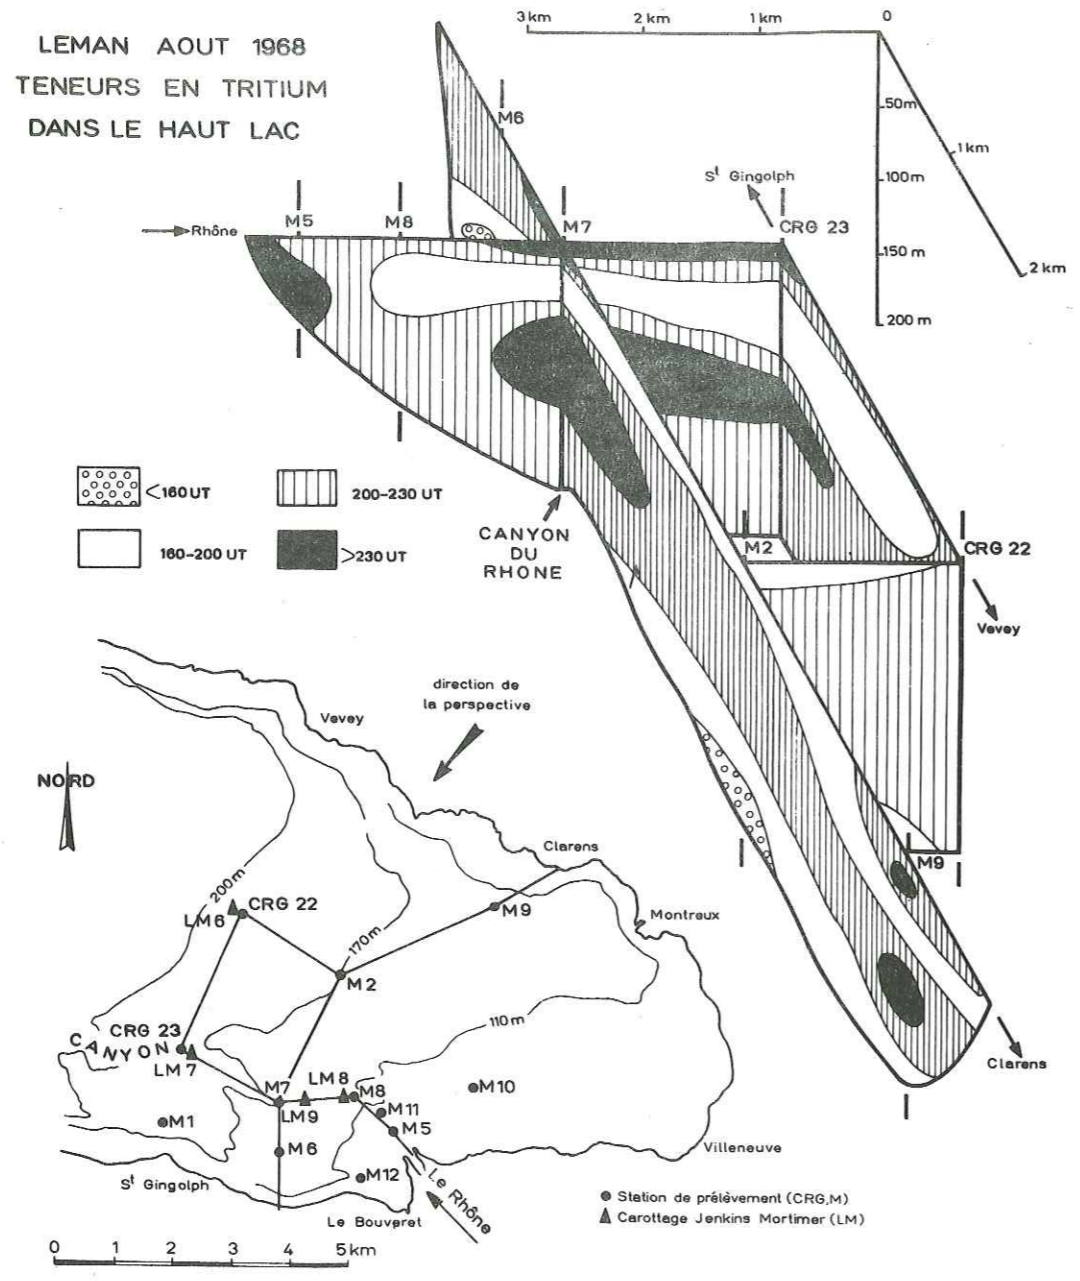 LEMAN AOUT 1968
TENEURS EN TRITIUM
DANS LE HAUT LAC
3 km
2 km
1 km
0
50m
100m
150 m
200 m
1 km
2 km
M6
St Gingolph
Rhône
M5
M8
M7
CRG 23
<160 UT
200-230 UT
160-200 UT
>230 UT
CANYON
DU
RHONE
M2
CRG 22
Vevey
M9
Clarens
direction de
la perspective
Vevey
NORD
Clarens
200m
CRG 22
LM6
M9
Montreux
170m
M2
110m
CRG 23
CANYON
LM7
M7
LM8
M8
M10
LM9
M11
M1
M5
M6
Villeneuve
M12
St Gingolph
Le Rhône
Le Bouveret
Station de prélèvement (CRG,M)
Carottage Jenkins Mortimer (LM)
0 1 2 3 4 5 km